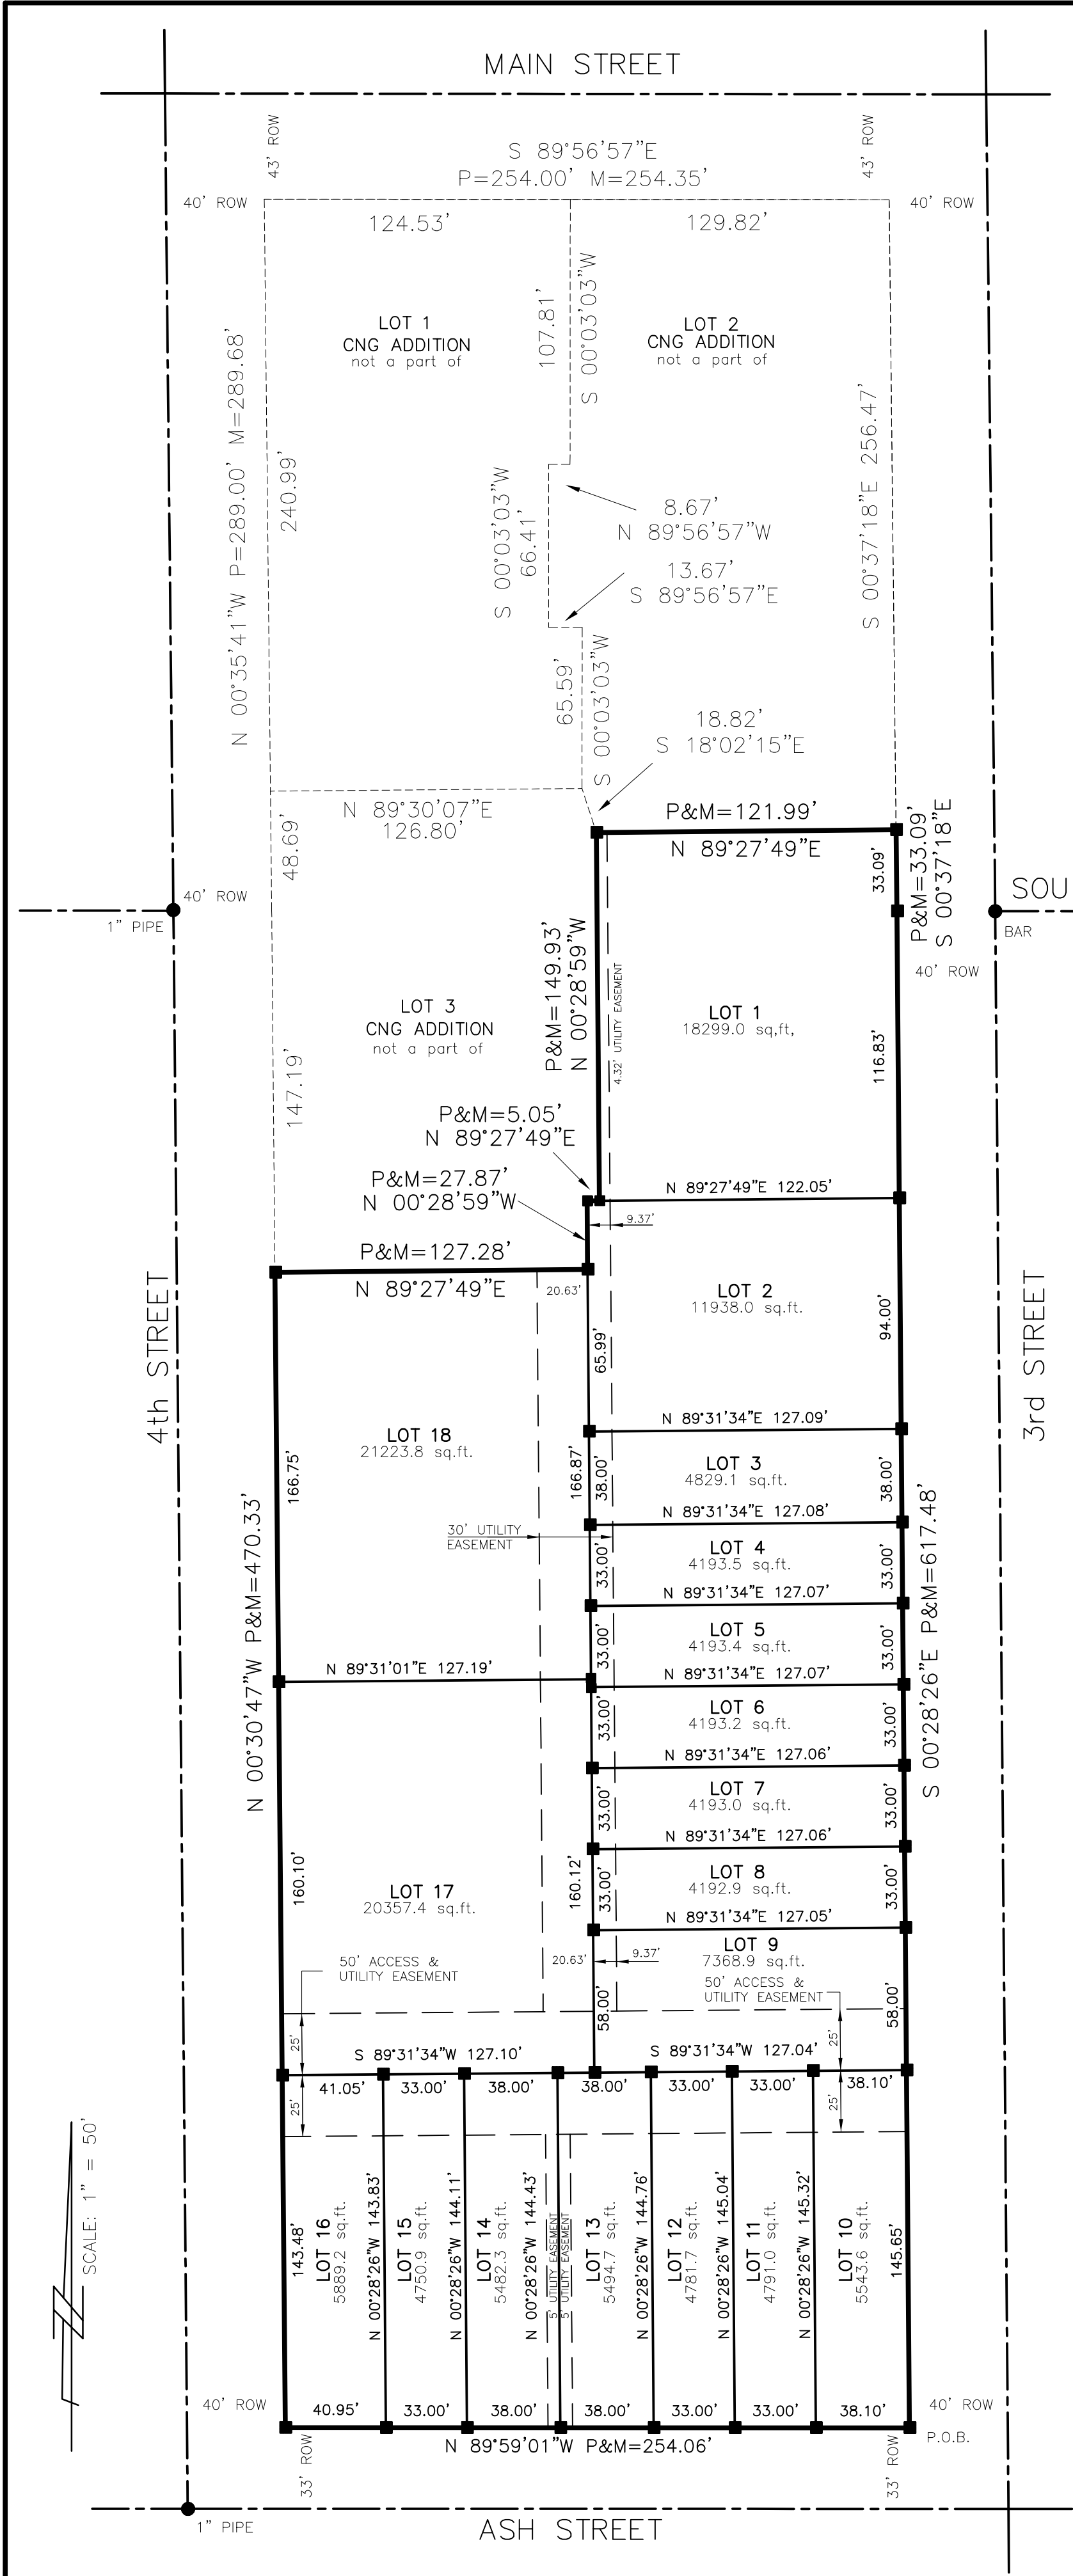 MAIN STREET
43' ROW
43' ROW
S 89°56'57"E
P=254.00' M=254.35'
40' ROW
40' ROW
124.53'
129.82'
107.81'
S 00°03'03"W
LOT 1
CNG ADDITION
not a part of
LOT 2
CNG ADDITION
not a part of
N 00°35'41"W P=289.00' M=289.68'
240.99'
S 00°37'18"E 256.47'
S 00°03'03"W
66.41'
8.67'
N 89°56'57"W
13.67'
S 89°56'57"E
65.59'
S 00°03'03"W
18.82'
S 18°02'15"E
N 89°30'07"E
126.80'
P&M=121.99'
N 89°27'49"E
48.69'
33.09'
P&M=33.09'
S 00°37'18"E
40' ROW
1" PIPE
SOU
BAR
40' ROW
P&M=149.93'
N 00°28'59"W
4.32' UTILITY EASEMENT
LOT 3
CNG ADDITION
not a part of
LOT 1
18299.0 sq,ft,
116.83'
147.19'
P&M=5.05'
N 89°27'49"E
P&M=27.87'
N 00°28'59"W
N 89°27'49"E 122.05'
9.37'
P&M=127.28'
N 89°27'49"E
20.63'
LOT 2
11938.0 sq.ft.
94.00'
65.99'
4th STREET
3rd STREET
N 89°31'34"E 127.09'
LOT 18
21223.8 sq.ft.
166.75'
166.87'
LOT 3
4829.1 sq.ft.
38.00'
38.00'
N 89°31'34"E 127.08'
30' UTILITY
EASEMENT
LOT 4
4193.5 sq.ft.
33.00'
33.00'
N 89°31'34"E 127.07'
N 00°30'47"W P&M=470.33'
S 00°28'26"E P&M=617.48'
LOT 5
4193.4 sq.ft.
33.00'
33.00'
N 89°31'01"E 127.19'
N 89°31'34"E 127.07'
LOT 6
4193.2 sq.ft.
33.00'
33.00'
N 89°31'34"E 127.06'
LOT 7
4193.0 sq.ft.
33.00'
33.00'
N 89°31'34"E 127.06'
160.10'
160.12'
LOT 17
20357.4 sq.ft.
LOT 8
4192.9 sq.ft.
33.00'
33.00'
N 89°31'34"E 127.05'
LOT 9
7368.9 sq.ft.
20.63'
9.37'
50' ACCESS &
UTILITY EASEMENT
50' ACCESS &
UTILITY EASEMENT
58.00'
58.00'
25'
25'
S 89°31'34"W 127.10'
S 89°31'34"W 127.04'
41.05'
33.00'
38.00'
38.00'
33.00'
33.00'
38.10'
25'
25'
SCALE: 1" = 50'
143.48'
LOT 16
5889.2 sq.ft.
N 00°28'26"W 143.83'
LOT 15
4750.9 sq.ft.
N 00°28'26"W 144.11'
LOT 14
5482.3 sq.ft.
N 00°28'26"W 144.43'
5' UTILITY EASEMENT
5' UTILITY EASEMENT
LOT 13
5494.7 sq.ft.
N 00°28'26"W 144.76'
LOT 12
4781.7 sq.ft.
N 00°28'26"W 145.04'
LOT 11
4791.0 sq.ft.
N 00°28'26"W 145.32'
LOT 10
5543.6 sq.ft.
145.65'
40' ROW
40.95'
33.00'
38.00'
38.00'
33.00'
33.00'
38.10'
40' ROW
P.O.B.
N 89°59'01"W P&M=254.06'
33' ROW
33' ROW
1" PIPE
ASH STREET